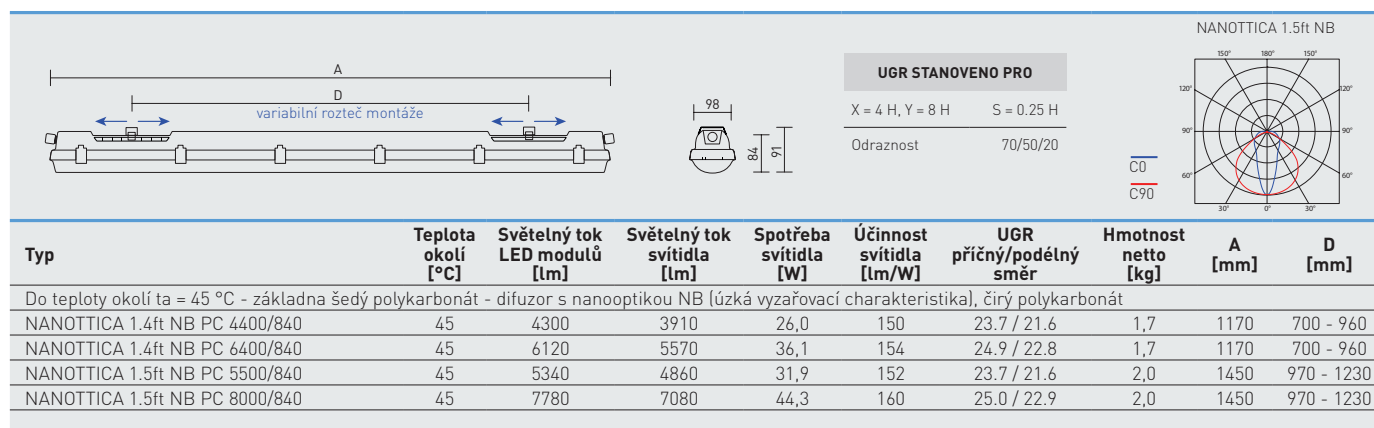 NANOTTICA 1.5ft NB
150° 180° 150°
A
UGR STANOVENO PRO
D
120° 120°
98
variabilní rozteč montáže
X = 4 H, Y = 8 H S = 0.25 H
90° 90°
Odraznost 70/50/20
84
91
C0
60° 60°
C90
30° 0° 30°
Typ Teplota okolí [°C] Světelný tok LED modulů [lm] Světelný tok svítidla [lm] Spotřeba svítidla [W] Účinnost svítidla [lm/W] UGR příčný/podélný směr Hmotnost netto [kg] A [mm] D [mm]
Do teploty okolí ta = 45 °C - základna šedý polykarbonát - difuzor s nanooptikou NB (úzká vyzařovací charakteristika), čirý polykarbonát
NANOTTICA 1.4ft NB PC 4400/840 45 4300 3910 26,0 150 23.7 / 21.6 1,7 1170 700 - 960
NANOTTICA 1.4ft NB PC 6400/840 45 6120 5570 36,1 154 24.9 / 22.8 1,7 1170 700 - 960
NANOTTICA 1.5ft NB PC 5500/840 45 5340 4860 31,9 152 23.7 / 21.6 2,0 1450 970 - 1230
NANOTTICA 1.5ft NB PC 8000/840 45 7780 7080 44,3 160 25.0 / 22.9 2,0 1450 970 - 1230